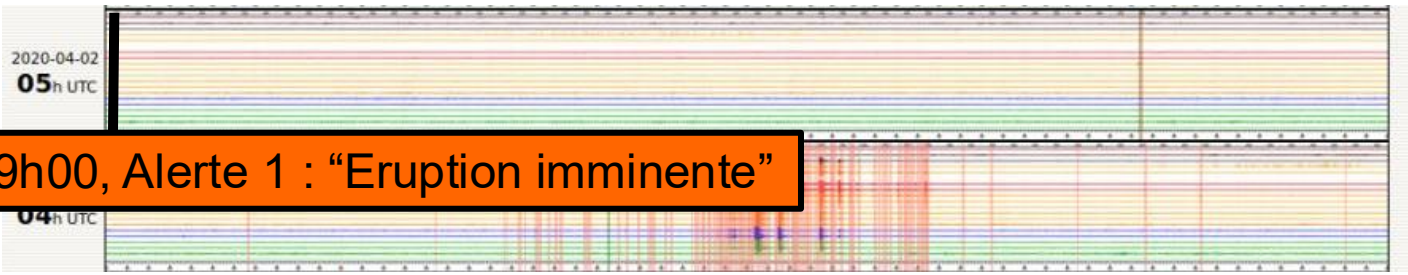 2020-04-02
05h UTC
9h00, Alerte 1 : “Eruption imminente”
04h UTC